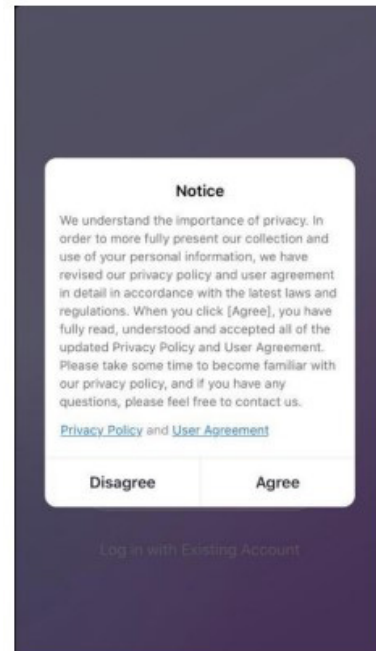 Notice
We understand the importance of privacy. In
order to more fully present our collection and
use of your personal information, we have
revised our privacy policy and user agreement
in detail in accordance with the latest laws and
regulations. When you click [Agree], you have
fully read, understood and accepted all of the
updated Privacy Policy and User Agreement.
Please take some time to become familiar with
our privacy policy, and if you have any
questions, please feel free to contact us.
Privacy Policy and User Agreement
Disagree Agree
Log in with Existing Account